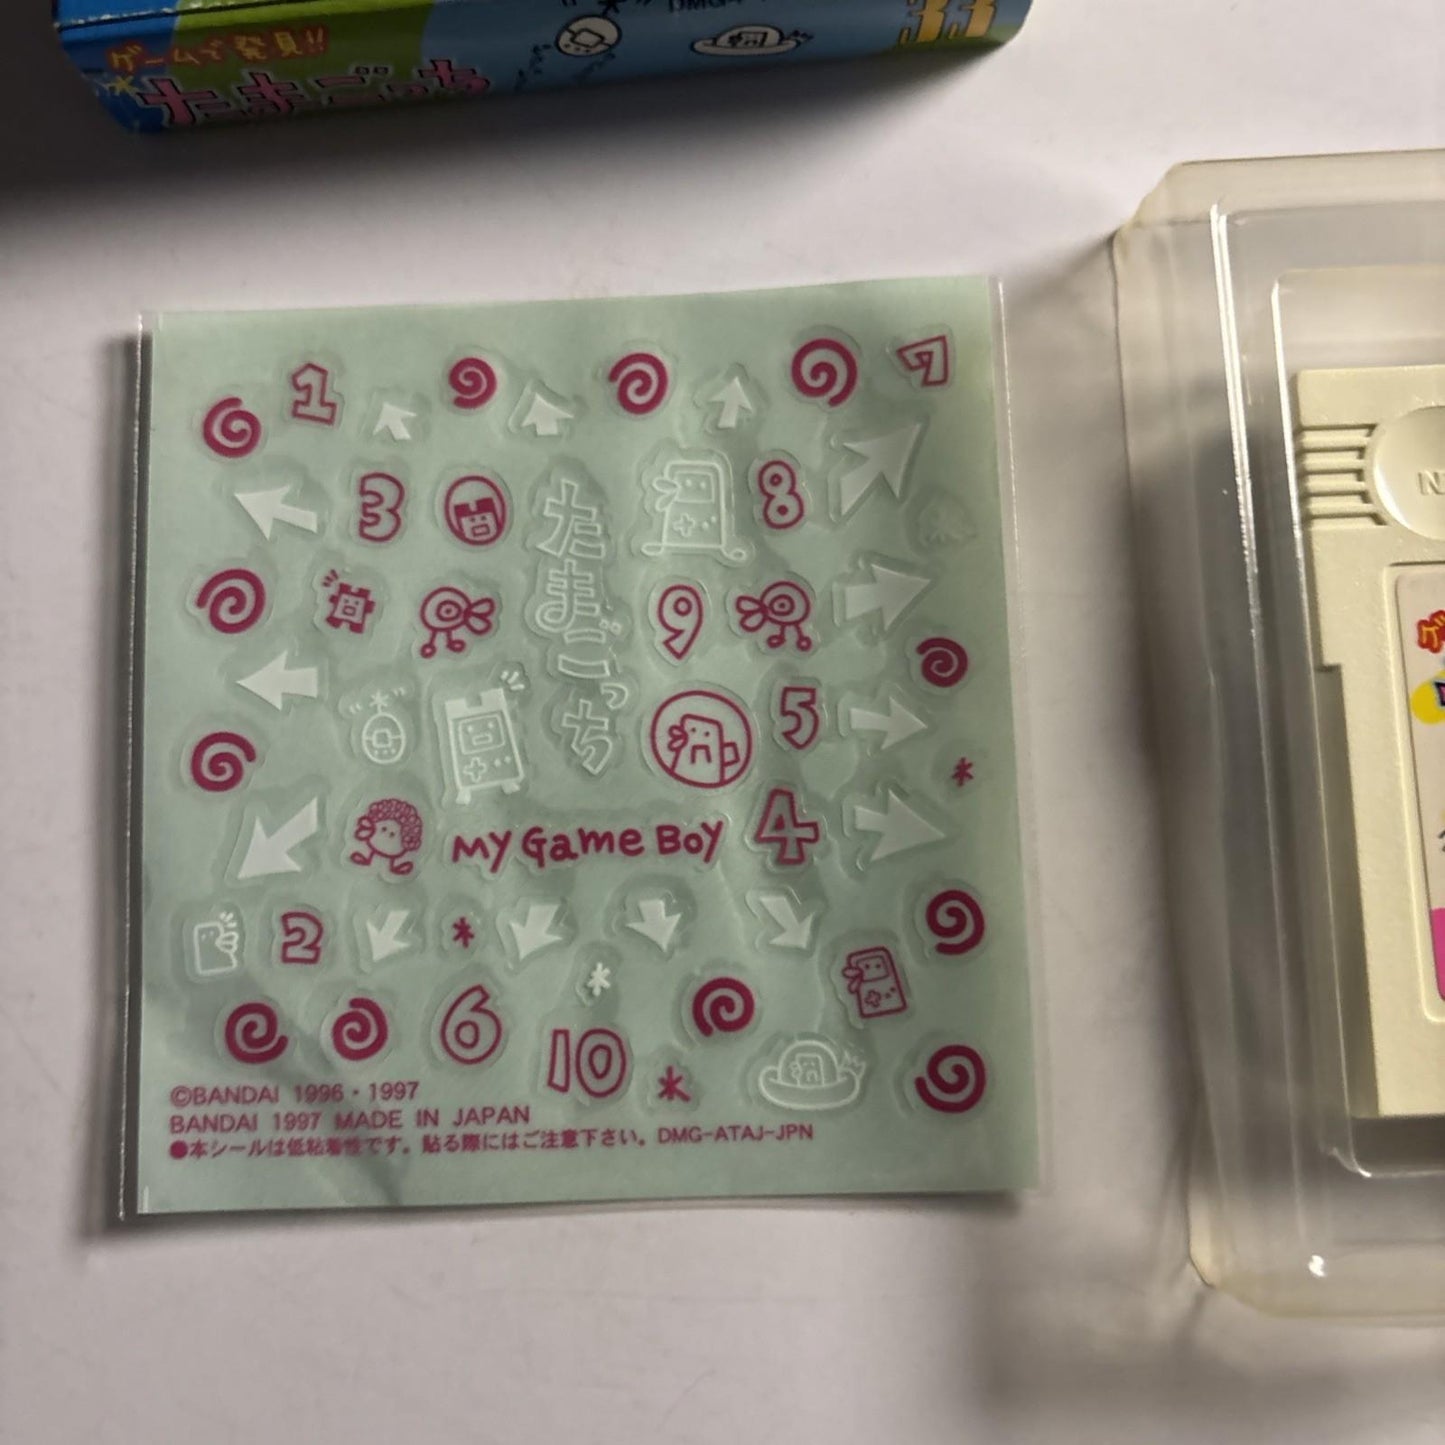 ゲームで発見!!
たまごっち
33
1
7
3
8
たまごっち
9
5
MY Game Boy
4
2
6
10
©BANDAI 1996・1997
BANDAI 1997 MADE IN JAPAN
●本シールは低粘着性です。貼る際にはご注意下さい。DMG-ATAJ-JPN
N